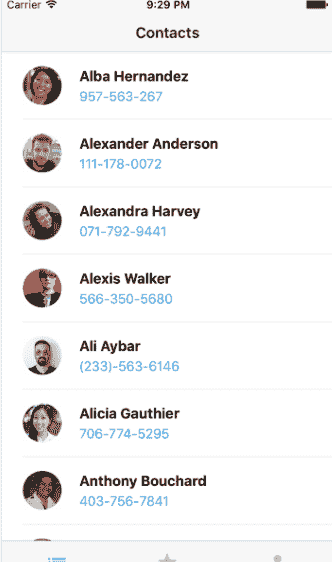 Carrier 9:29 PM
Contacts
Alba Hernandez
957-563-267
Alexander Anderson
111-178-0072
Alexandra Harvey
071-792-9441
Alexis Walker
566-350-5680
Ali Aybar
(233)-563-6146
Alicia Gauthier
706-774-5295
Anthony Bouchard
403-756-7841